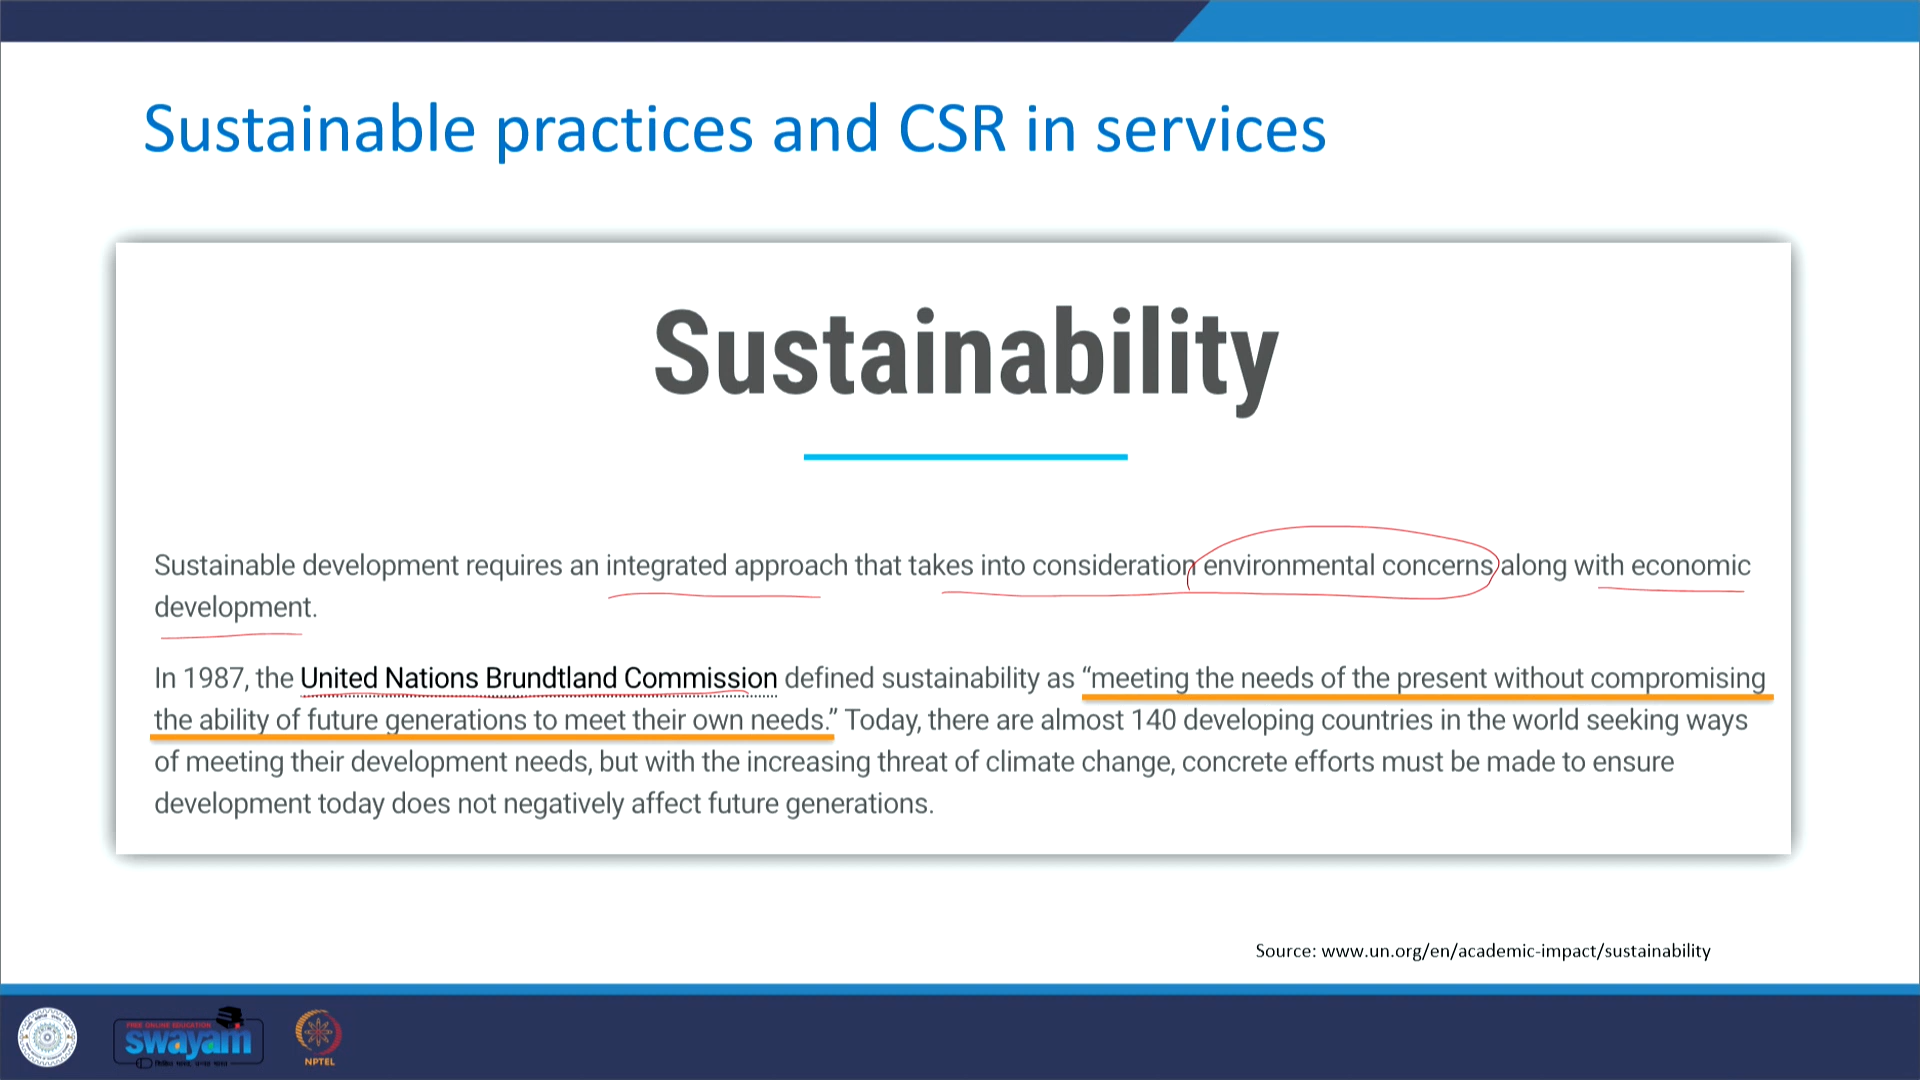 Sustainable practices and CSR in services
Sustainability
Sustainable development requires an integrated approach that takes into consideration environmental concerns along with economic
development.
In 1987, the United Nations Brundtland Commission defined sustainability as “meeting the needs of the present without compromising
the ability of future generations to meet their own needs.” Today, there are almost 140 developing countries in the world seeking ways
of meeting their development needs, but with the increasing threat of climate change, concrete efforts must be made to ensure
development today does not negatively affect future generations.
Source: www.un.org/en/academic-impact/sustainability
FREE ONLINE EDUCATION
swayam
NPTEL